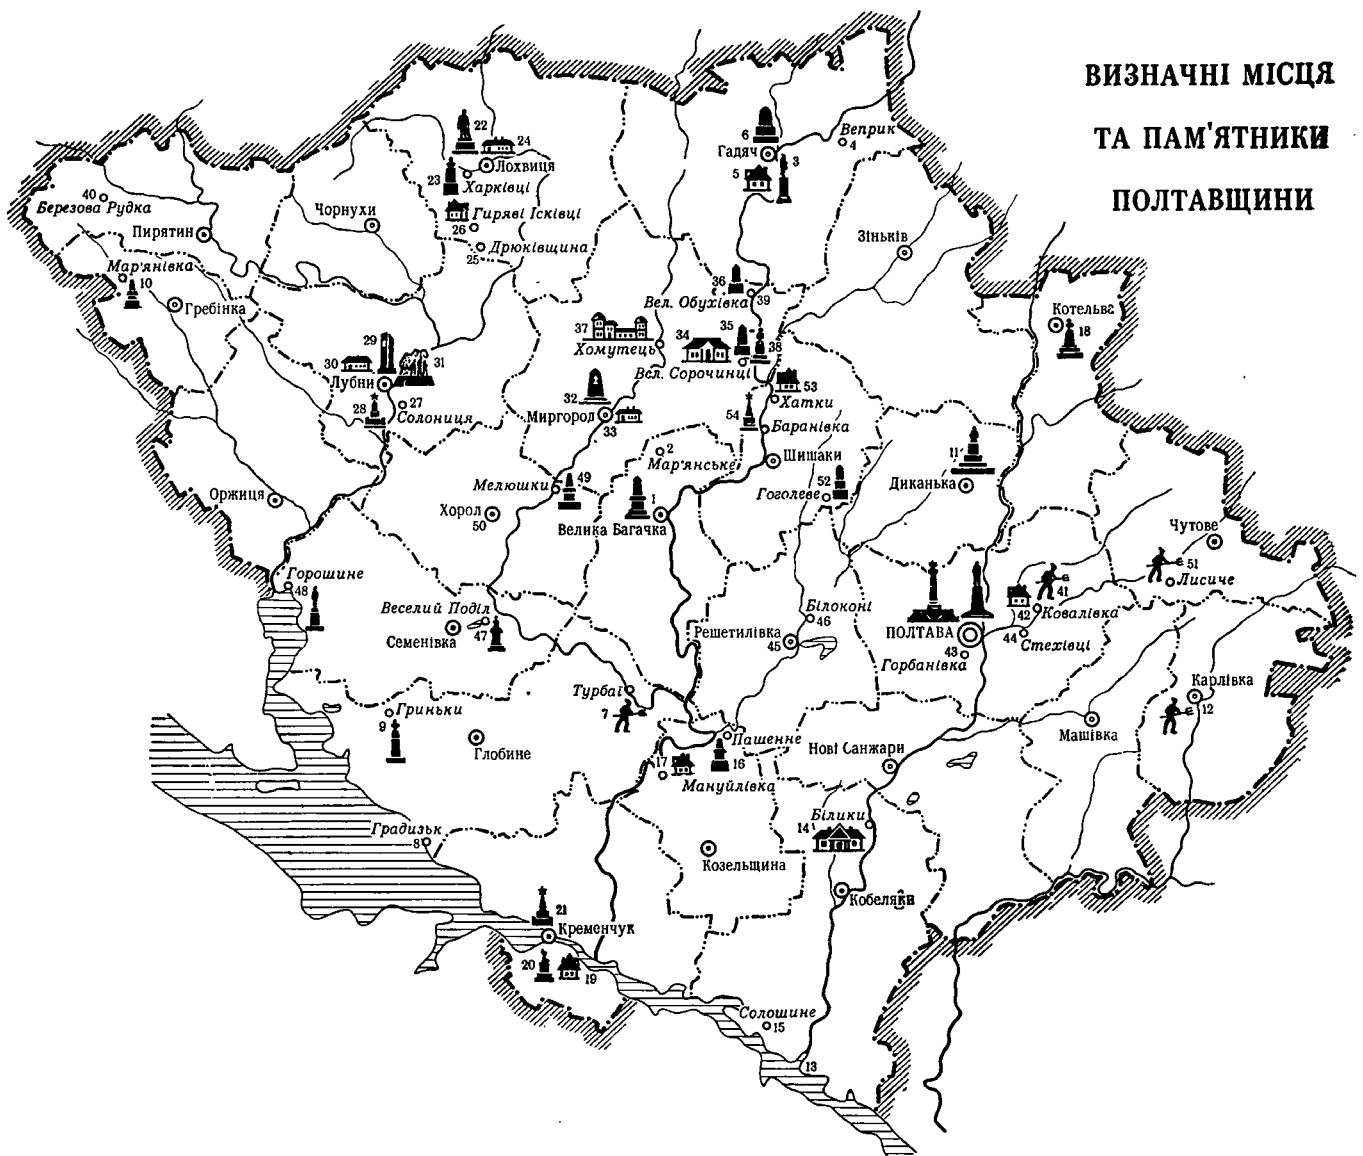 ВИЗНАЧНІ МІСЦЯ
ТА ПАМ'ЯТНИКИ
ПОЛТАВЩИНИ
22
24
Лохвиця
23
Харківці
Гиряві Ісківці
26
Дрюківщина
25
6
Гадяч
3
5
Веприк
4
40
Березова Рудка
Пирятин
Чорнухи
Зіньків
Мар'янівка
10
Гребінка
36
Вел. Обухівка
39
Котельва
18
37
Хомутець
34
35
38
Вел. Сорочинці
29
30
31
Лубни
28
27
Солониця
32
Миргород
33
53
Хатки
54
Баранівка
2
Мар'янське
Шишаки
11
Диканька
Мелюшки
49
52
Гоголеве
Оржиця
Хорол
50
1
Велика Багачка
Чутове
51
Лисиче
Горошине
48
Веселий Поділ
47
Семенівка
Білоконі
46
Решетилівка
45
ПОЛТАВА
43
Горбанівка
41
42
Ковалівка
44
Стехівці
Турбаї
7
Карлівка
12
Гриньки
9
Глобине
Пашенне
16
17
Мануйлівка
Нові Санжари
Машівка
Градизьк
8
14
Білики
Козельщина
Кобеляки
21
Кременчук
20
19
Солошине
15
13